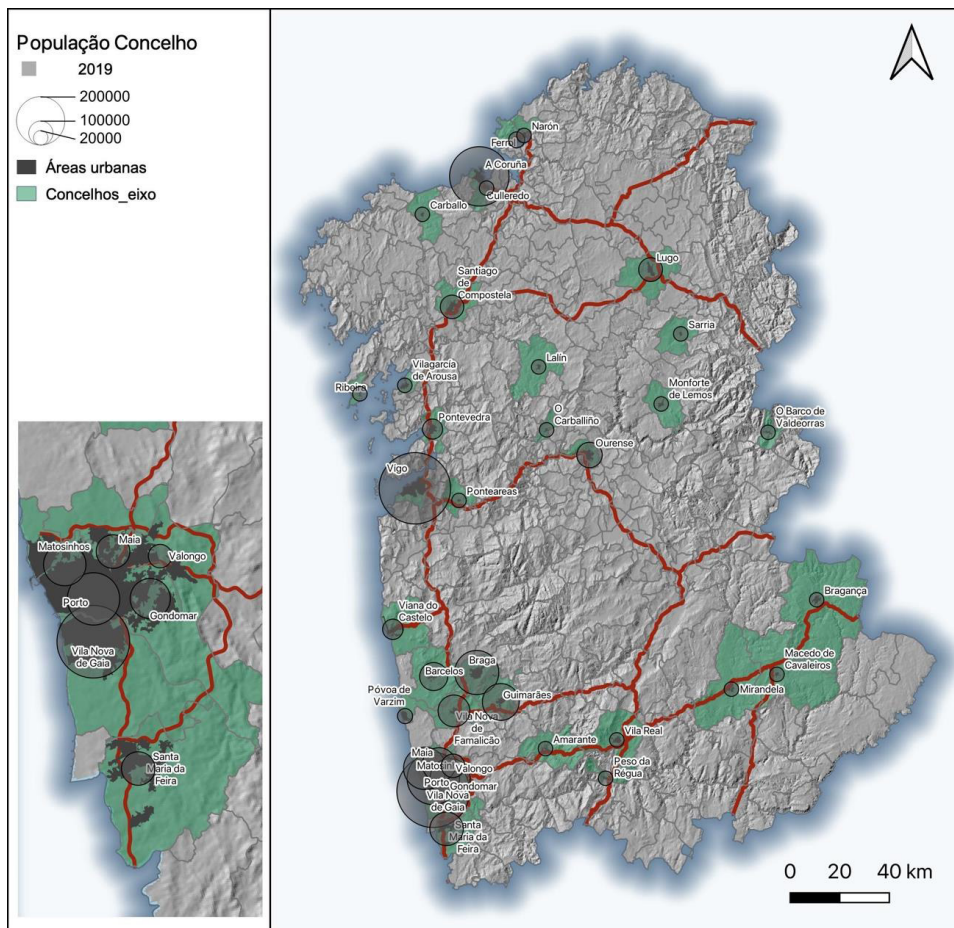 População Concelho
2019
200000
100000
20000
Áreas urbanas
Concelhos_eixo
Matosinhos
Maia
Valongo
Porto
Gondomar
Vila Nova
de Gaia
Santa
Maria da
Feira
Narón
Ferrol
A Coruña
Culleredo
Carballo
Lugo
Santiago
de
Compostela
Sarria
Lalín
Vilagarcía
de Arousa
Ribeira
Monforte
de Lemos
O
Carballiño
O Barco de
Valdeorras
Pontevedra
Ourense
Vigo
Ponteareas
Bragança
Viana do
Castelo
Macedo de
Cavaleiros
Braga
Barcelos
Mirandela
Guimarães
Póvoa de
Varzim
Vila Nova
de
Famalicão
Vila Real
Amarante
Maia
Matosin
Valongo
Peso da
Régua
Porto
Gondomar
Vila Nova
de Gaia
Santa
Maria da
Feira
0 20 40 km